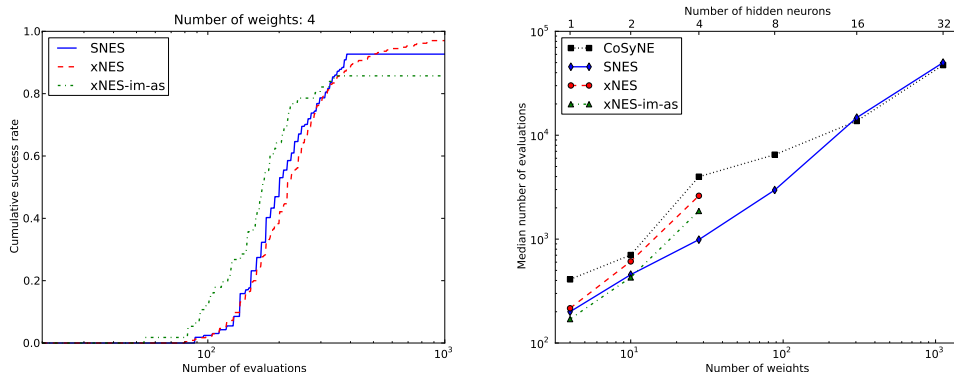 Number of weights: 4
1.0
0.8
0.6
0.4
0.2
0.0
Cumulative success rate
SNES
xNES
xNES-im-as
10^2
10^3
Number of evaluations
Number of hidden neurons
1 2 4 8 16 32
10^5
10^4
10^3
10^2
Median number of evaluations
CoSyNE
SNES
xNES
xNES-im-as
10^1
10^2
10^3
Number of weights